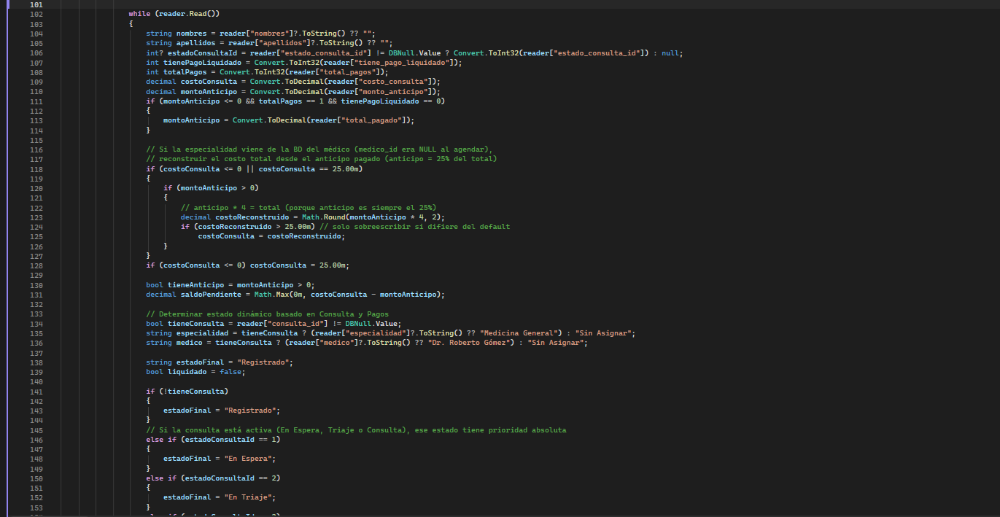 101
102 while (reader.Read())
103 {
104 string nombres = reader["nombres"]?.ToString() ?? "";
105 string apellidos = reader["apellidos"]?.ToString() ?? "";
106 int? estadoConsultaId = reader["estado_consulta_id"] != DBNull.Value ? Convert.ToInt32(reader["estado_consulta_id"]) : null;
107 int tienePagoLiquidado = Convert.ToInt32(reader["tiene_pago_liquidado"]);
108 int totalPagos = Convert.ToInt32(reader["total_pagos"]);
109 decimal costoConsulta = Convert.ToDecimal(reader["costo_consulta"]);
110 decimal montoAnticipo = Convert.ToDecimal(reader["monto_anticipo"]);
111 if (montoAnticipo <= 0 && totalPagos == 1 && tienePagoLiquidado == 0)
112 {
113 montoAnticipo = Convert.ToDecimal(reader["total_pagado"]);
114 }
115
116 // Si la especialidad viene de la BD del médico (medico_id era NULL al agendar),
117 // reconstruir el costo total desde el anticipo pagado (anticipo = 25% del total)
118 if (costoConsulta <= 0 || costoConsulta == 25.00m)
119 {
120 if (montoAnticipo > 0)
121 {
122 // anticipo * 4 = total (porque anticipo es siempre el 25%)
123 decimal costoReconstruido = Math.Round(montoAnticipo * 4, 2);
124 if (costoReconstruido > 25.00m) // solo sobreescribir si difiere del default
125 costoConsulta = costoReconstruido;
126 }
127 }
128 if (costoConsulta <= 0) costoConsulta = 25.00m;
129
130 bool tieneAnticipo = montoAnticipo > 0;
131 decimal saldoPendiente = Math.Max(0m, costoConsulta - montoAnticipo);
132
133 // Determinar estado dinámico basado en Consulta y Pagos
134 bool tieneConsulta = reader["consulta_id"] != DBNull.Value;
135 string especialidad = tieneConsulta ? (reader["especialidad"]?.ToString() ?? "Medicina General") : "Sin Asignar";
136 string medico = tieneConsulta ? (reader["medico"]?.ToString() ?? "Dr. Roberto Gómez") : "Sin Asignar";
137
138 string estadoFinal = "Registrado";
139 bool liquidado = false;
140
141 if (!tieneConsulta)
142 {
143 estadoFinal = "Registrado";
144 }
145 // Si la consulta está activa (En Espera, Triaje o Consulta), ese estado tiene prioridad absoluta
146 else if (estadoConsultaId == 1)
147 {
148 estadoFinal = "En Espera";
149 }
150 else if (estadoConsultaId == 2)
151 {
152 estadoFinal = "En Triaje";
153 }